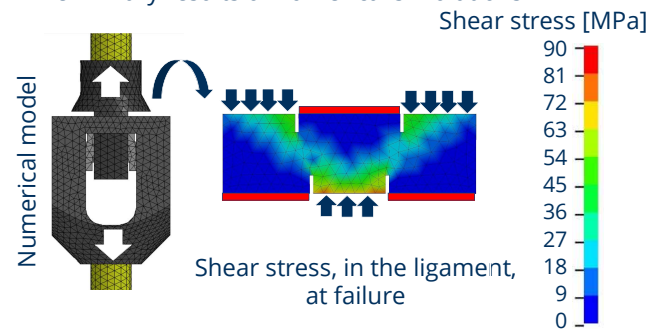 Shear stress [MPa]
90
81
72
63
54
45
36
27
18
9
0
Numerical model
Shear stress, in the ligament,
at failure